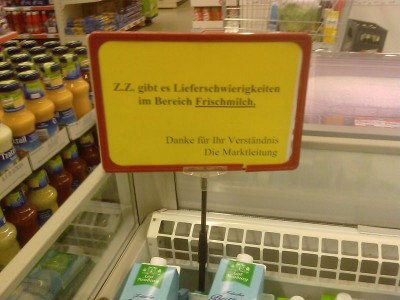 Z.Z. gibt es Lieferschwierigkeiten
im Bereich Frischmilch.
Danke für Ihr Verständnis
Die Marktleitung